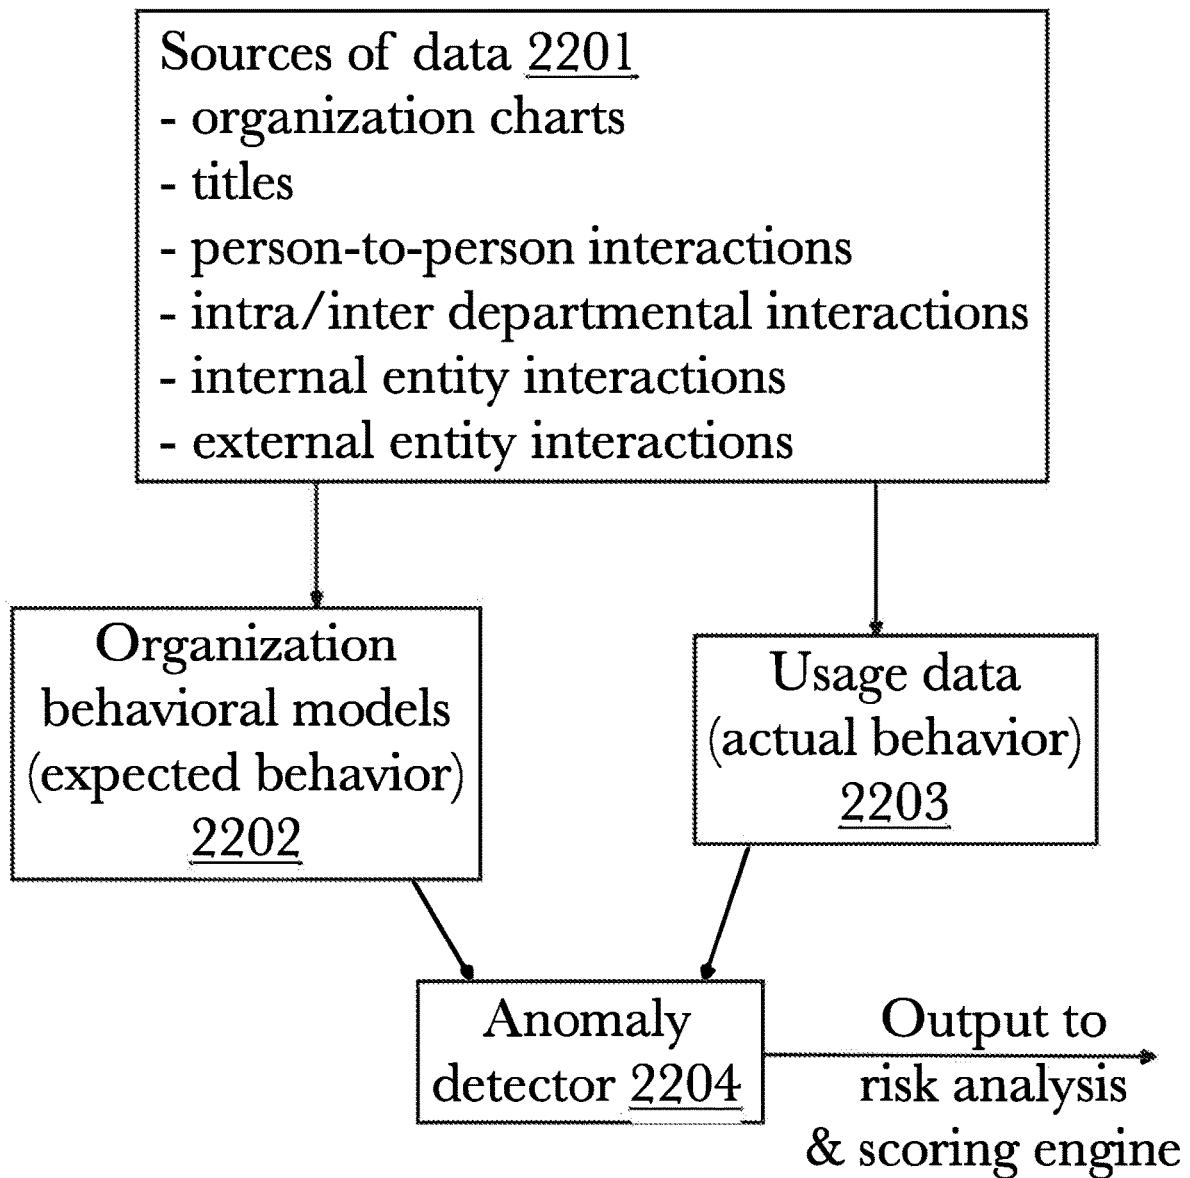 Sources of data 2201
- organization charts
- titles
- person-to-person interactions
- intra/inter departmental interactions
- internal entity interactions
- external entity interactions
Organization
behavioral models
(expected behavior)
2202
Usage data
(actual behavior)
2203
Anomaly
detector 2204
Output to
risk analysis
& scoring engine